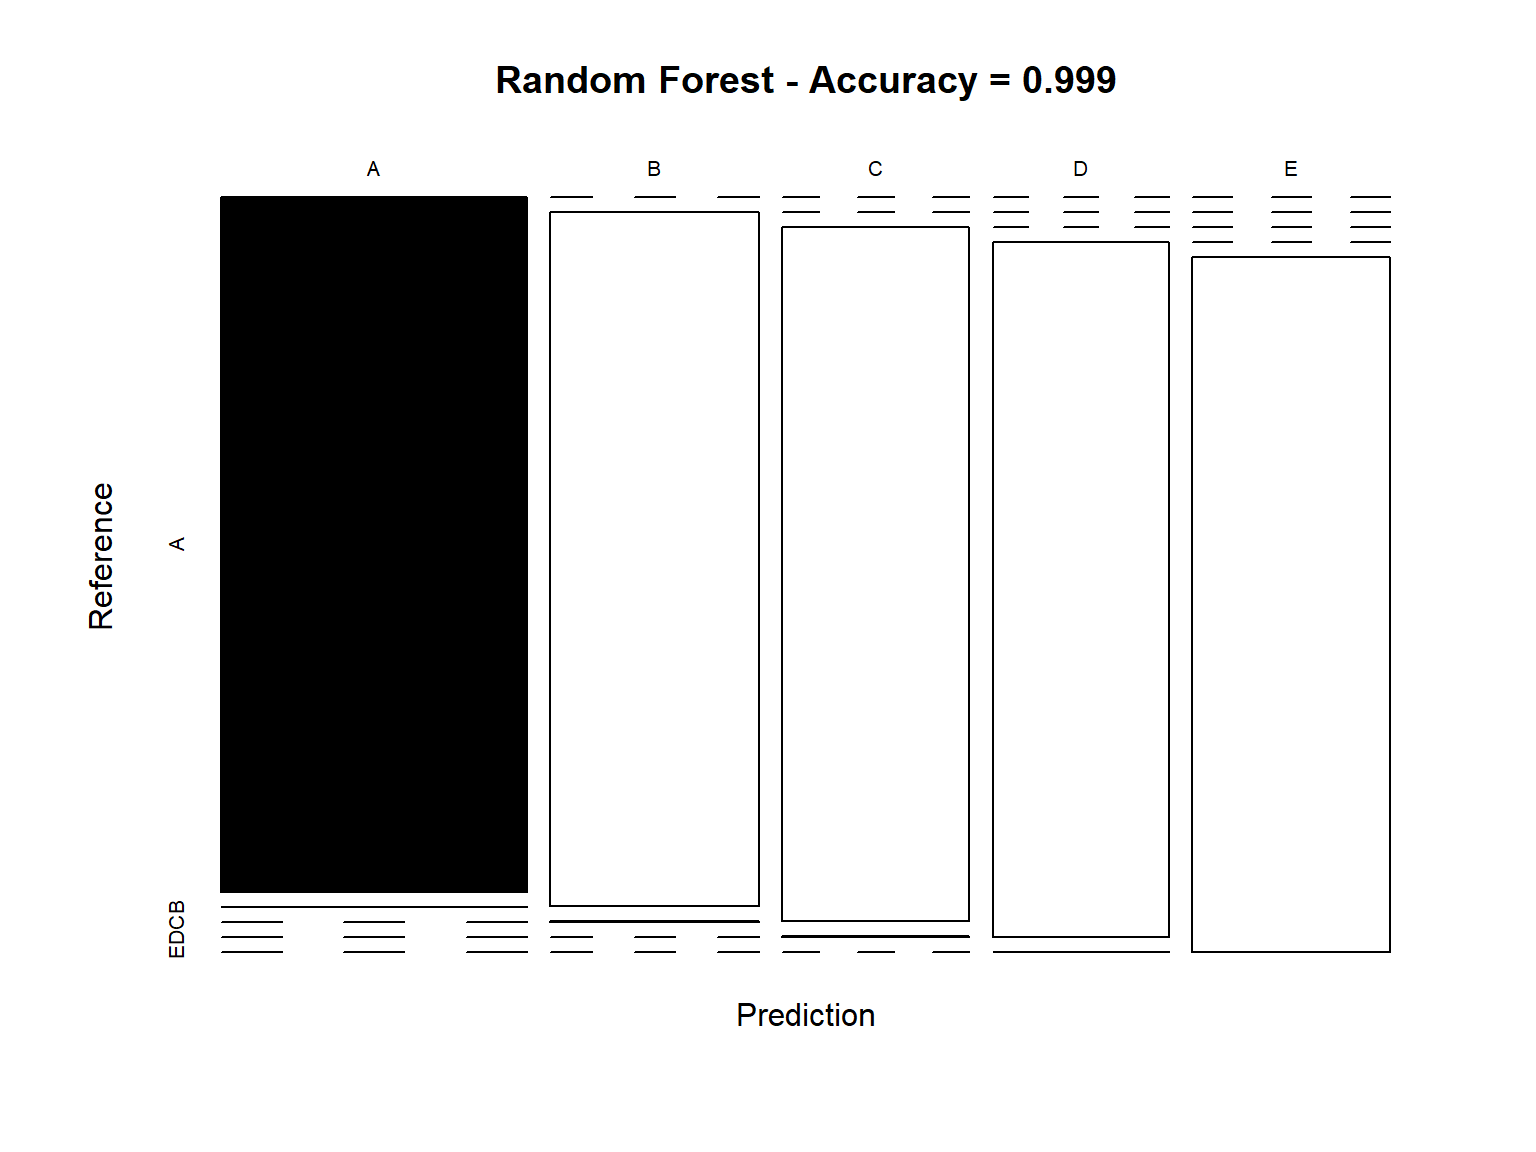 Random Forest - Accuracy = 0.999
A B C D E
Reference
A
EDCB
Prediction